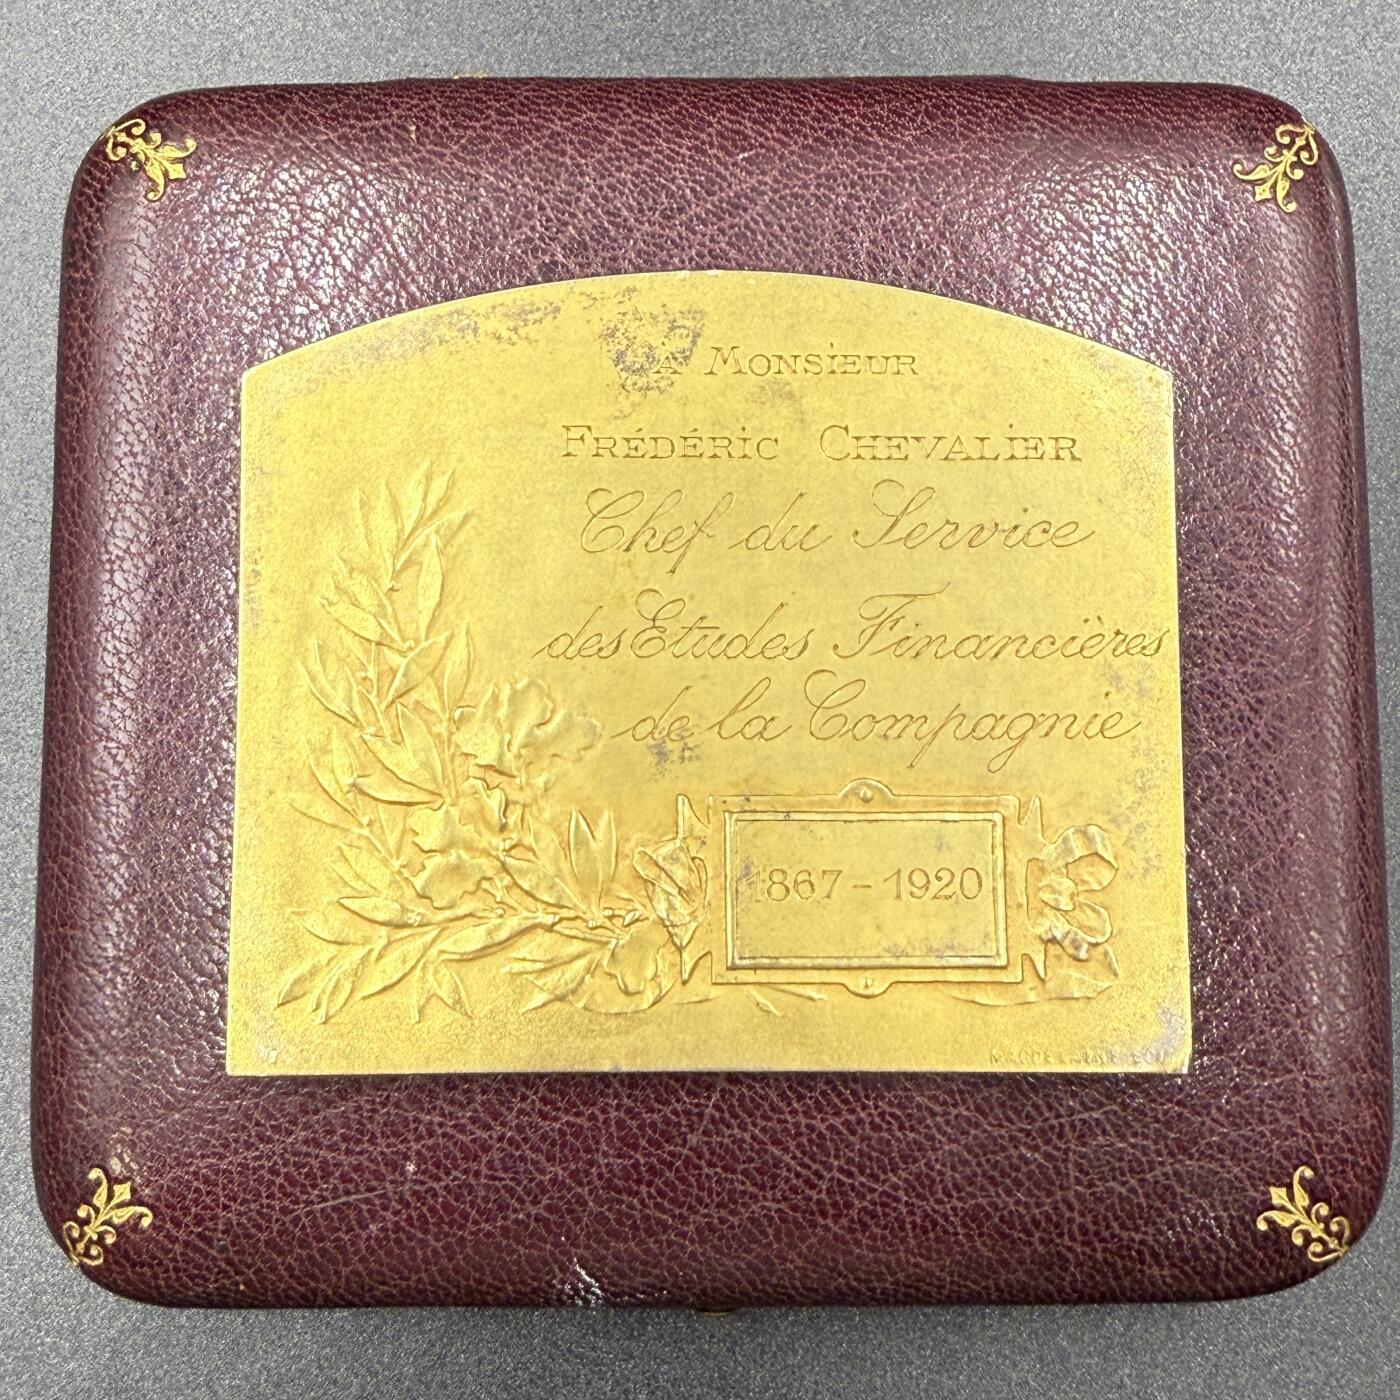 À MONSIEUR
FRÉDÉRIC CHEVALIER
Chef du Service
des Etudes Financières
de la Compagnie
1867 - 1920